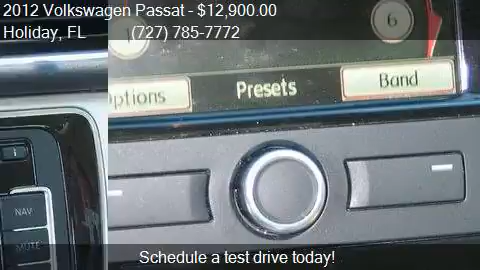 2012 Volkswagen Passat - $12,900.00
Holiday, FL (727) 785-7772
6
ptions Presets Band
NAV
MUTE
Schedule a test drive today!